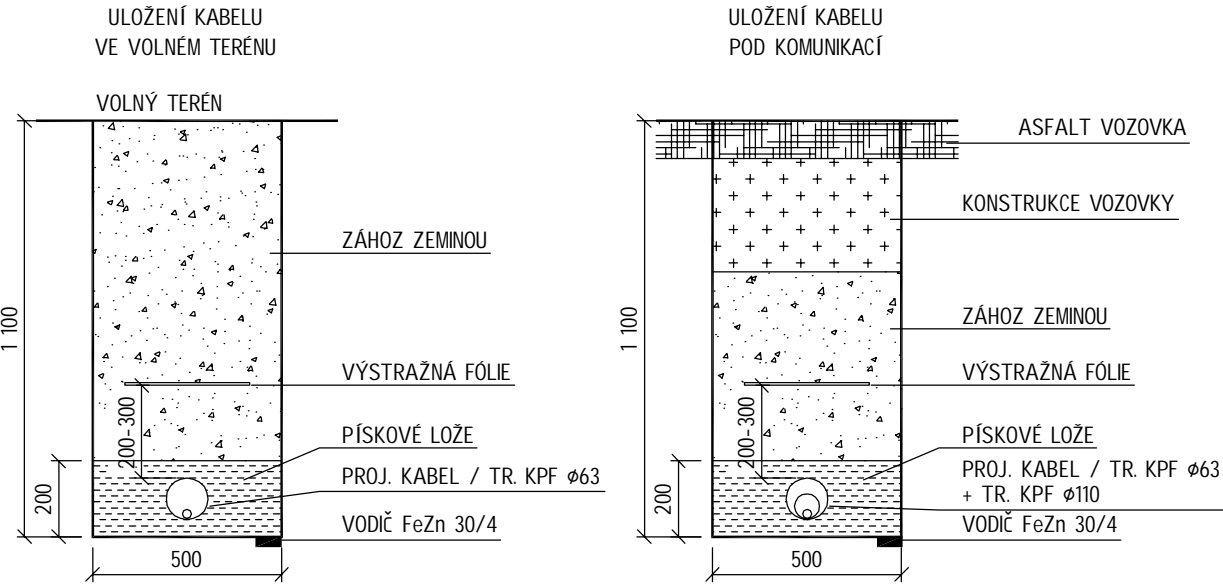 ULOŽENÍ KABELU
VE VOLNÉM TERÉNU
VOLNÝ TERÉN
ZÁHOZ ZEMINOU
1 100
VÝSTRAŽNÁ FÓLIE
200-300
PÍSKOVÉ LOŽE
PROJ. KABEL / TR. KPF ø63
200
VODIČ FeZn 30/4
500
ULOŽENÍ KABELU
POD KOMUNIKACÍ
ASFALT VOZOVKA
KONSTRUKCE VOZOVKY
ZÁHOZ ZEMINOU
1 100
VÝSTRAŽNÁ FÓLIE
200-300
PÍSKOVÉ LOŽE
PROJ. KABEL / TR. KPF ø63
+ TR. KPF ø110
200
VODIČ FeZn 30/4
500